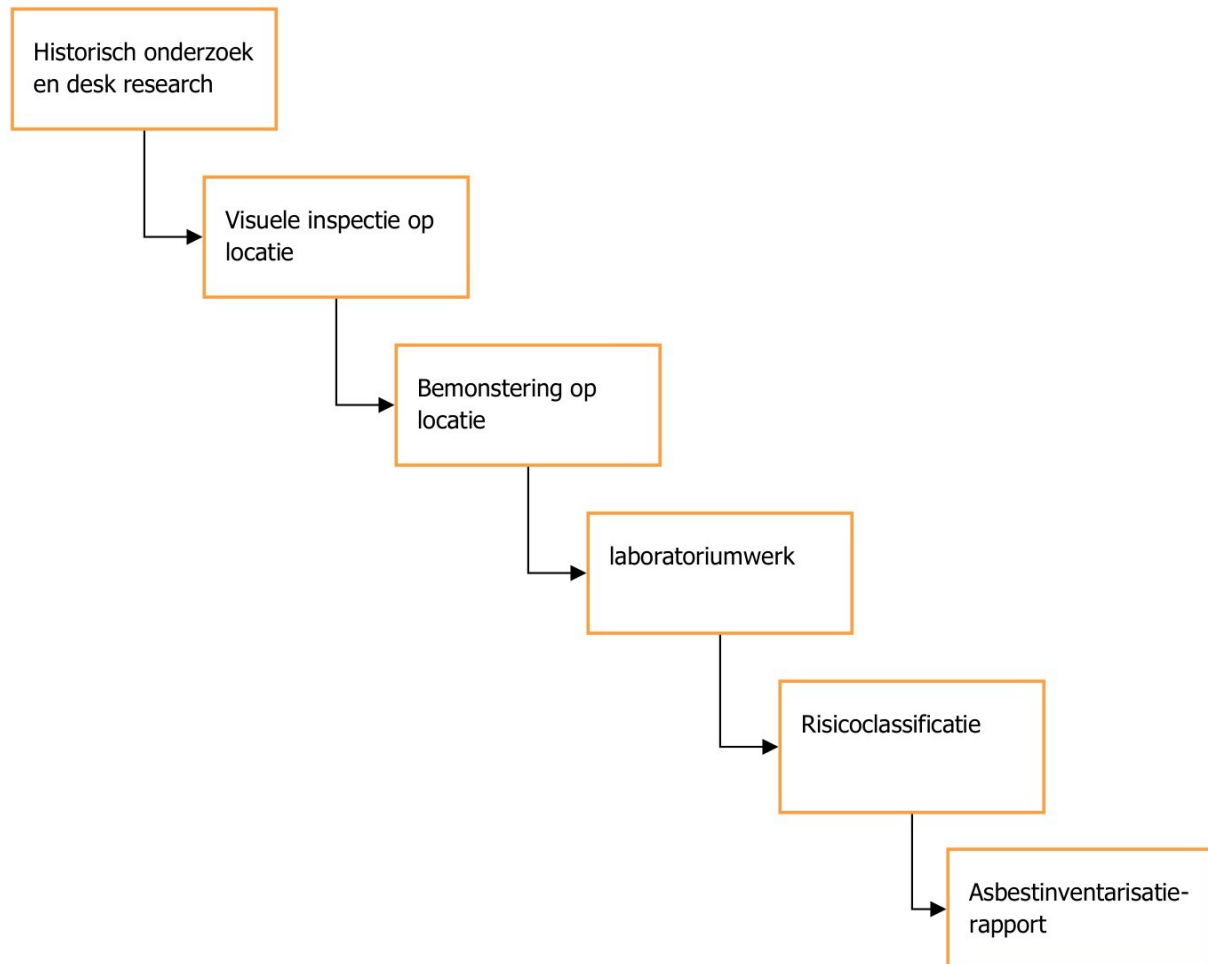 Historisch onderzoek
en desk research
Visuele inspectie op
locatie
Bemonstering op
locatie
laboratoriumwerk
Risicoclassificatie
Asbestinventarisatie-
rapport